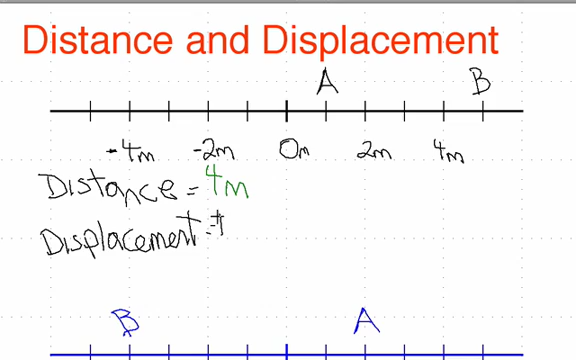 Distance and Displacement
A B
-4m -2m 0m 2m 4m
Distance = 4m
Displacement = +
B A